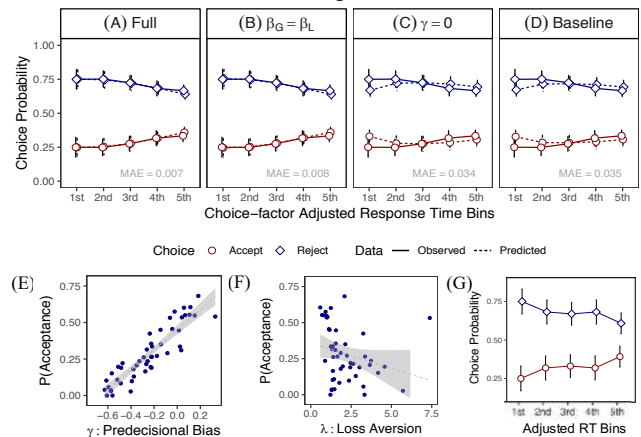 (A) Full
(B) β_G = β_L
(C) γ = 0
(D) Baseline
Choice Probability
1.00
0.75
0.50
0.25
0.00
MAE = 0.007
MAE = 0.008
MAE = 0.034
MAE = 0.035
1st 2nd 3rd 4th 5th
1st 2nd 3rd 4th 5th
1st 2nd 3rd 4th 5th
1st 2nd 3rd 4th 5th
Choice-factor Adjusted Response Time Bins
Choice Accept Reject Data Observed Predicted
(E)
P(Acceptance)
0.75
0.50
0.25
0.00
−0.6 −0.4 −0.2 0.0 0.2
γ : Predecisional Bias
(F)
P(Acceptance)
0.75
0.50
0.25
0.00
0.0 2.5 5.0 7.5
λ : Loss Aversion
(G)
Choice Probability
0.75
0.50
0.25
1st 2nd 3rd 4th 5th
Adjusted RT Bins